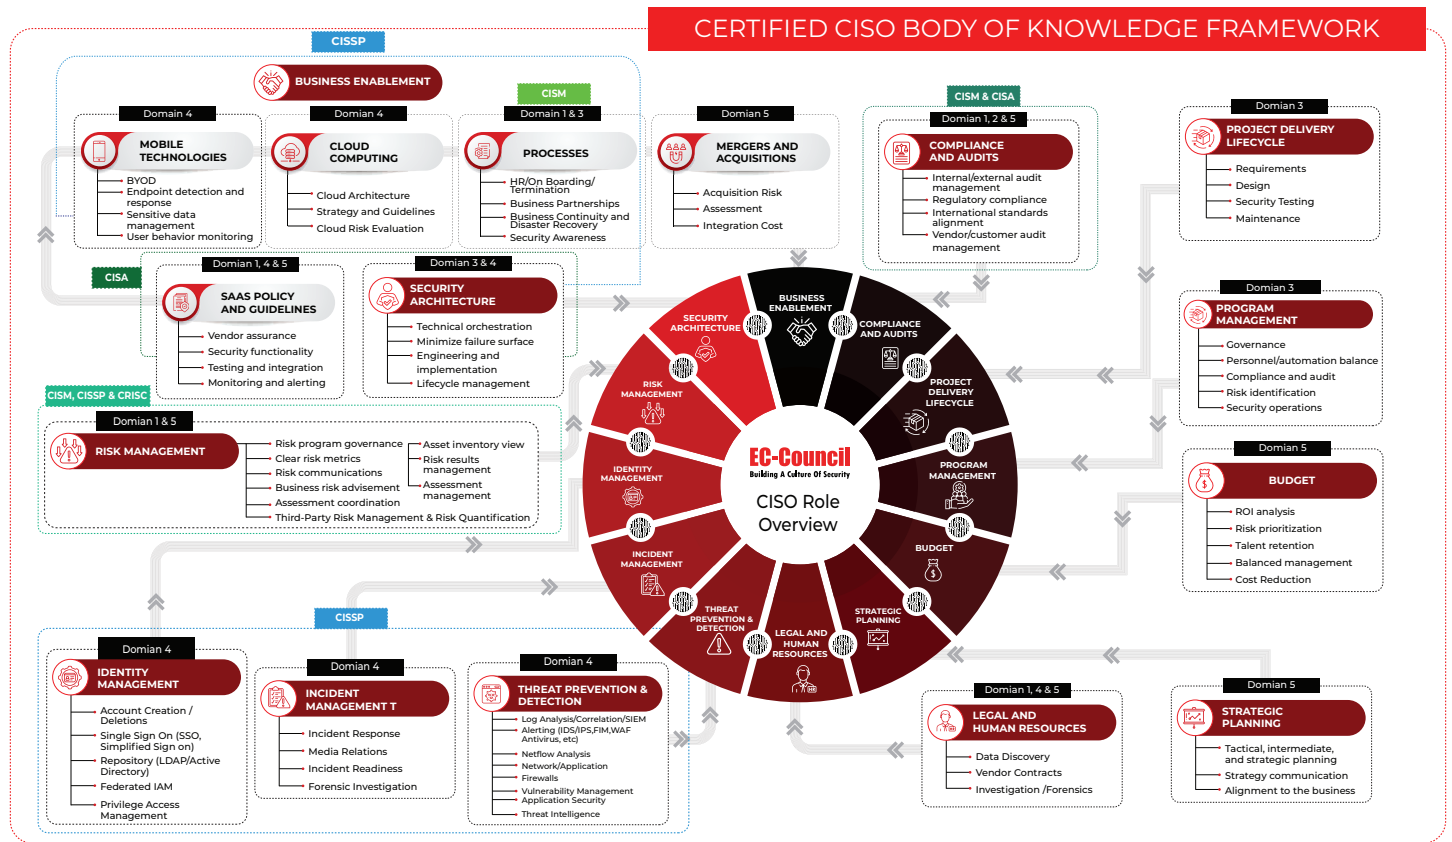 CERTIFIED CISO BODY OF KNOWLEDGE FRAMEWORK
CISSP
BUSINESS ENABLEMENT
Domain 4
MOBILE
TECHNOLOGIES
BYOD
Endpoint detection and
response
Sensitive data
management
User behavior monitoring
Domian 4
CLOUD
COMPUTING
Cloud Architecture
Strategy and Guidelines
Cloud Risk Evaluation
CISM
Domain 1 & 3
PROCESSES
HR/On Boarding/
Termination
Business Partnerships
Business Continuity and
Disaster Recovery
Security Awareness
Domain 5
MERGERS AND
ACQUISITIONS
Acquisition Risk
Assessment
Integration Cost
CISM & CISA
Domain 1, 2 & 5
COMPLIANCE
AND AUDITS
Internal/external audit
management
Regulatory compliance
International standards
alignment
Vendor/customer audit
management
Domian 3
PROJECT DELIVERY
LIFECYCLE
Requirements
Design
Security Testing
Maintenance
CISA
Domian 1, 4 & 5
SAAS POLICY
AND GUIDELINES
Vendor assurance
Security functionality
Testing and integration
Monitoring and alerting
Domian 3 & 4
SECURITY
ARCHITECTURE
Technical orchestration
Minimize failure surface
Engineering and
implementation
Lifecycle management
Domian 3
PROGRAM
MANAGEMENT
Governance
Personnel/automation balance
Compliance and audit
Risk identification
Security operations
CISM, CISSP & CRISC
Domian 1 & 5
RISK MANAGEMENT
Risk program governance
Clear risk metrics
Risk communications
Business risk advisement
Assessment coordination
Third-Party Risk Management & Risk Quantification
Asset inventory view
Risk results
management
Assessment
management
Domian 5
BUDGET
ROI analysis
Risk prioritization
Talent retention
Balanced management
Cost Reduction
BUSINESS
ENABLEMENT
COMPLIANCE
AND AUDITS
PROJECT
DELIVERY
LIFECYCLE
PROGRAM
MANAGEMENT
BUDGET
STRATEGIC
PLANNING
LEGAL AND
HUMAN
RESOURCES
THREAT
PREVENTION &
DETECTION
INCIDENT
MANAGEMENT
IDENTITY
MANAGEMENT
RISK
MANAGEMENT
SECURITY
ARCHITECTURE
EC-Council
Building A Culture Of Security
CISO Role
Overview
CISSP
Domain 4
IDENTITY
MANAGEMENT
Account Creation /
Deletions
Single Sign On (SSO,
Simplified Sign on)
Repository (LDAP/Active
Directory)
Federated IAM
Privilege Access
Management
Domian 4
INCIDENT
MANAGEMENT T
Incident Response
Media Relations
Incident Readiness
Forensic Investigation
Domian 4
THREAT PREVENTION &
DETECTION
Log Analysis/Correlation/SIEM
Alerting (IDS/IPS,FIM,WAF
Antivirus, etc)
Netflow Analysis
Network/Application
Firewalls
Vulnerability Management
Application Security
Threat Intelligence
Domian 1, 4 & 5
LEGAL AND
HUMAN RESOURCES
Data Discovery
Vendor Contracts
Investigation /Forensics
Domian 5
STRATEGIC
PLANNING
Tactical, intermediate,
and strategic planning
Strategy communication
Alignment to the business